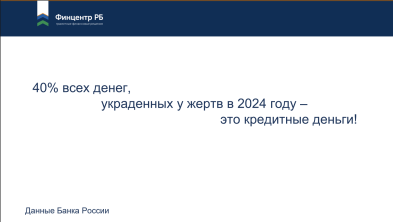 Финцентр РБ
40% всех денег,
украденных у жертв в 2024 году –
это кредитные деньги!
Данные Банка России